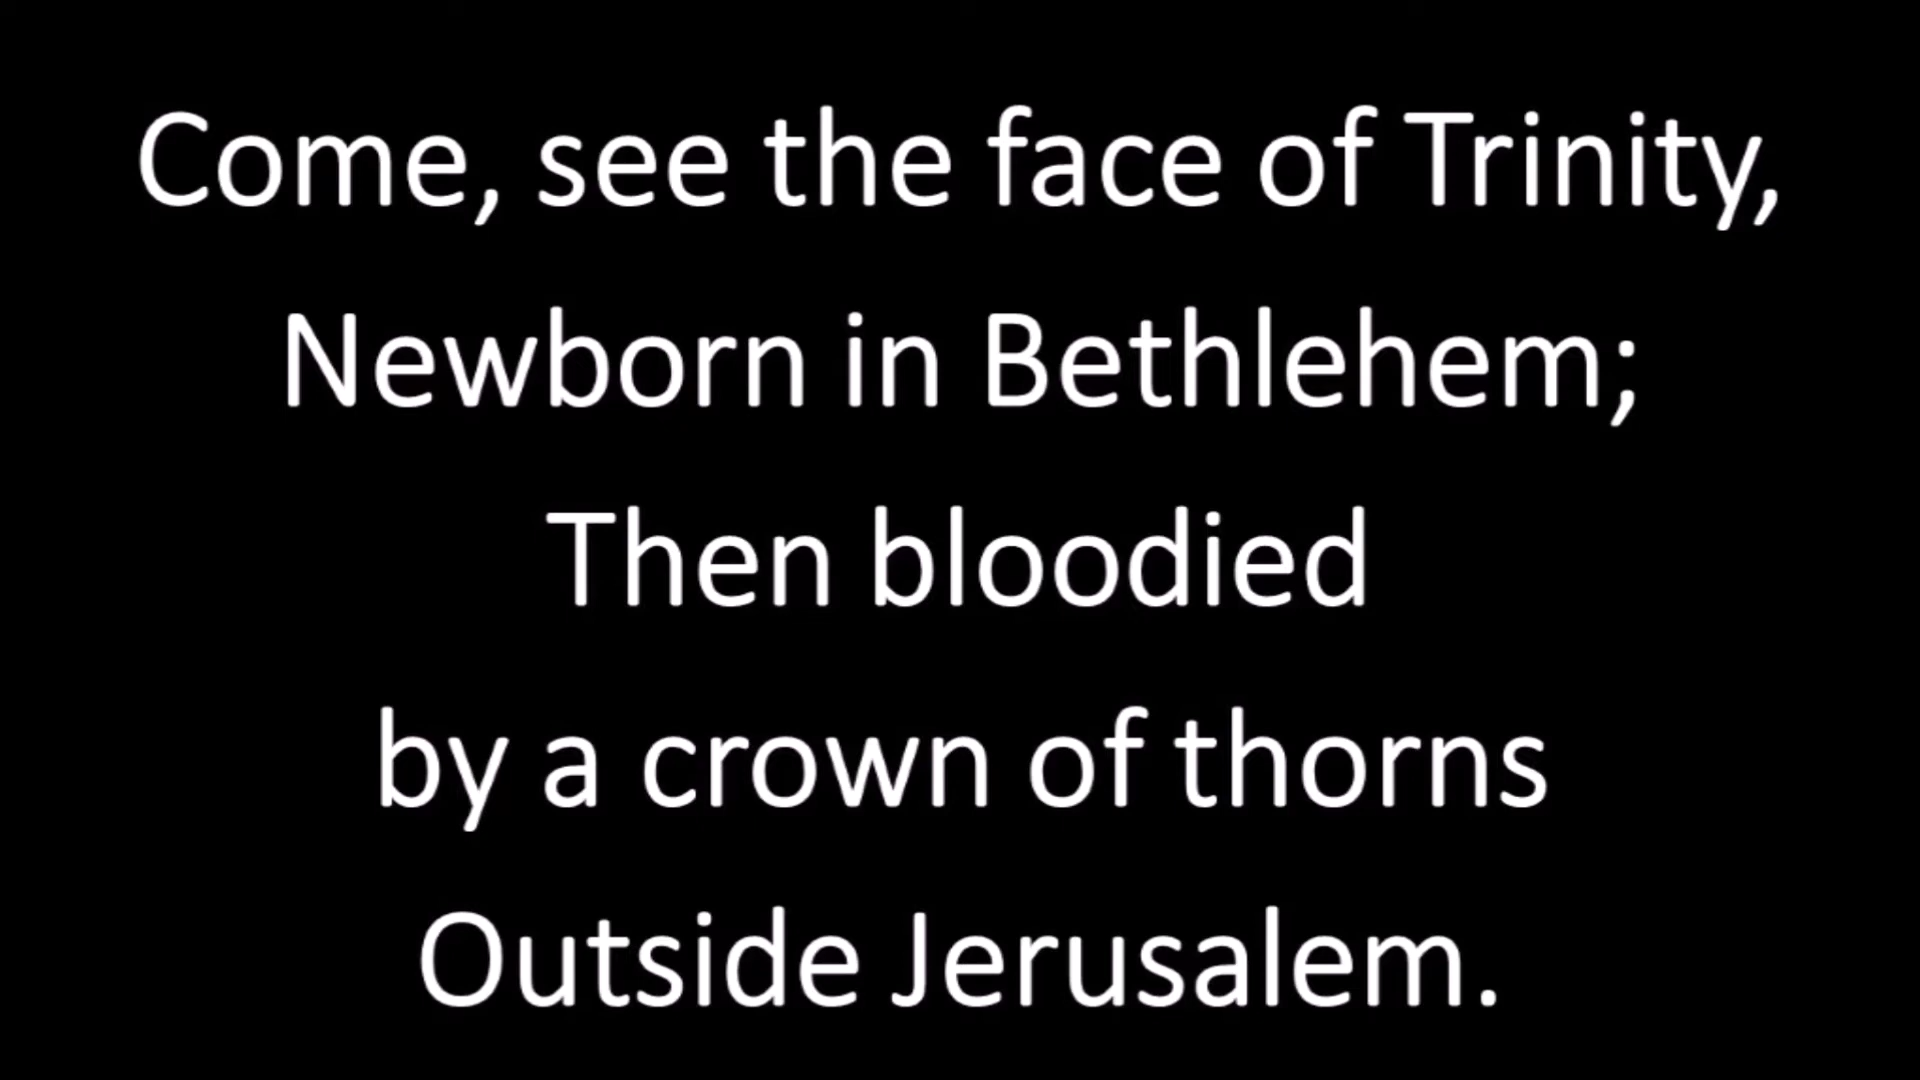 Come, see the face of Trinity,
Newborn in Bethlehem;
Then bloodied
by a crown of thorns
Outside Jerusalem.